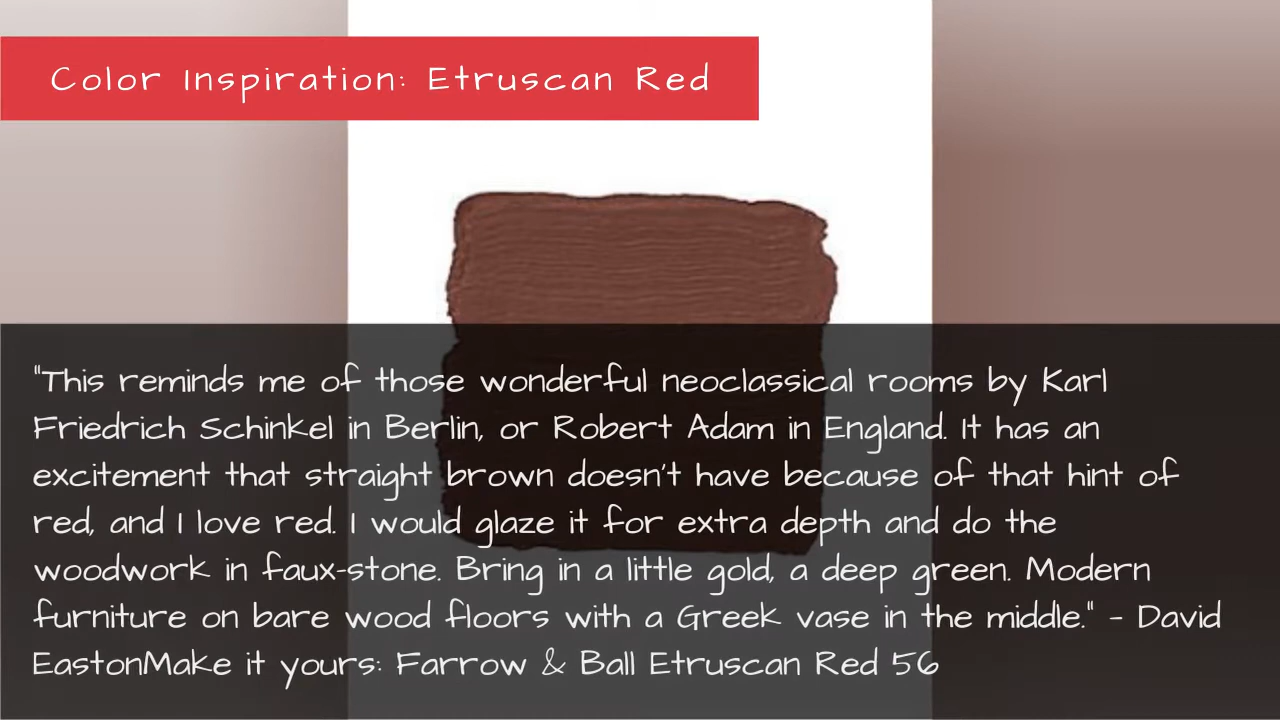 Color Inspiration: Etruscan Red
"This reminds me of those wonderful neoclassical rooms by Karl
Friedrich Schinkel in Berlin, or Robert Adam in England. It has an
excitement that straight brown doesn't have because of that hint of
red, and I love red. I would glaze it for extra depth and do the
woodwork in faux-stone. Bring in a little gold, a deep green. Modern
furniture on bare wood floors with a Greek vase in the middle." - David
EastonMake it yours: Farrow & Ball Etruscan Red 56